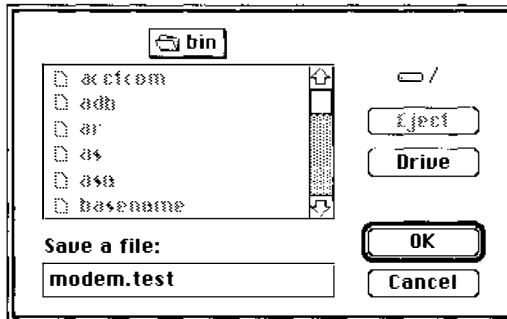 bin
acctcom
adb
ar
as
asa
basename
/
Eject
Drive
Save a file:
modem.test
OK
Cancel